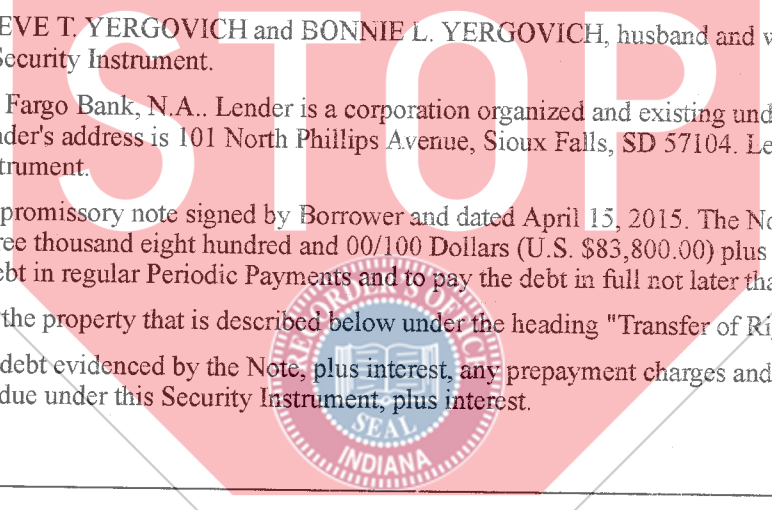 STOP
EVE T. YERGOVICH and BONNIE L. YERGOVICH, husband and
Security Instrument.
Fargo Bank, N.A.. Lender is a corporation organized and existing und
der's address is 101 North Phillips Avenue, Sioux Falls, SD 57104. Le
trument.
promissory note signed by Borrower and dated April 15, 2015. The No
ree thousand eight hundred and 00/100 Dollars (U.S. $83,800.00) plus
ebt in regular Periodic Payments and to pay the debt in full not later tha
the property that is described below under the heading "Transfer of Ri
debt evidenced by the Note, plus interest, any prepayment charges and
due under this Security Instrument, plus interest.
RECORDER'S OFFICE
SEAL
INDIANA